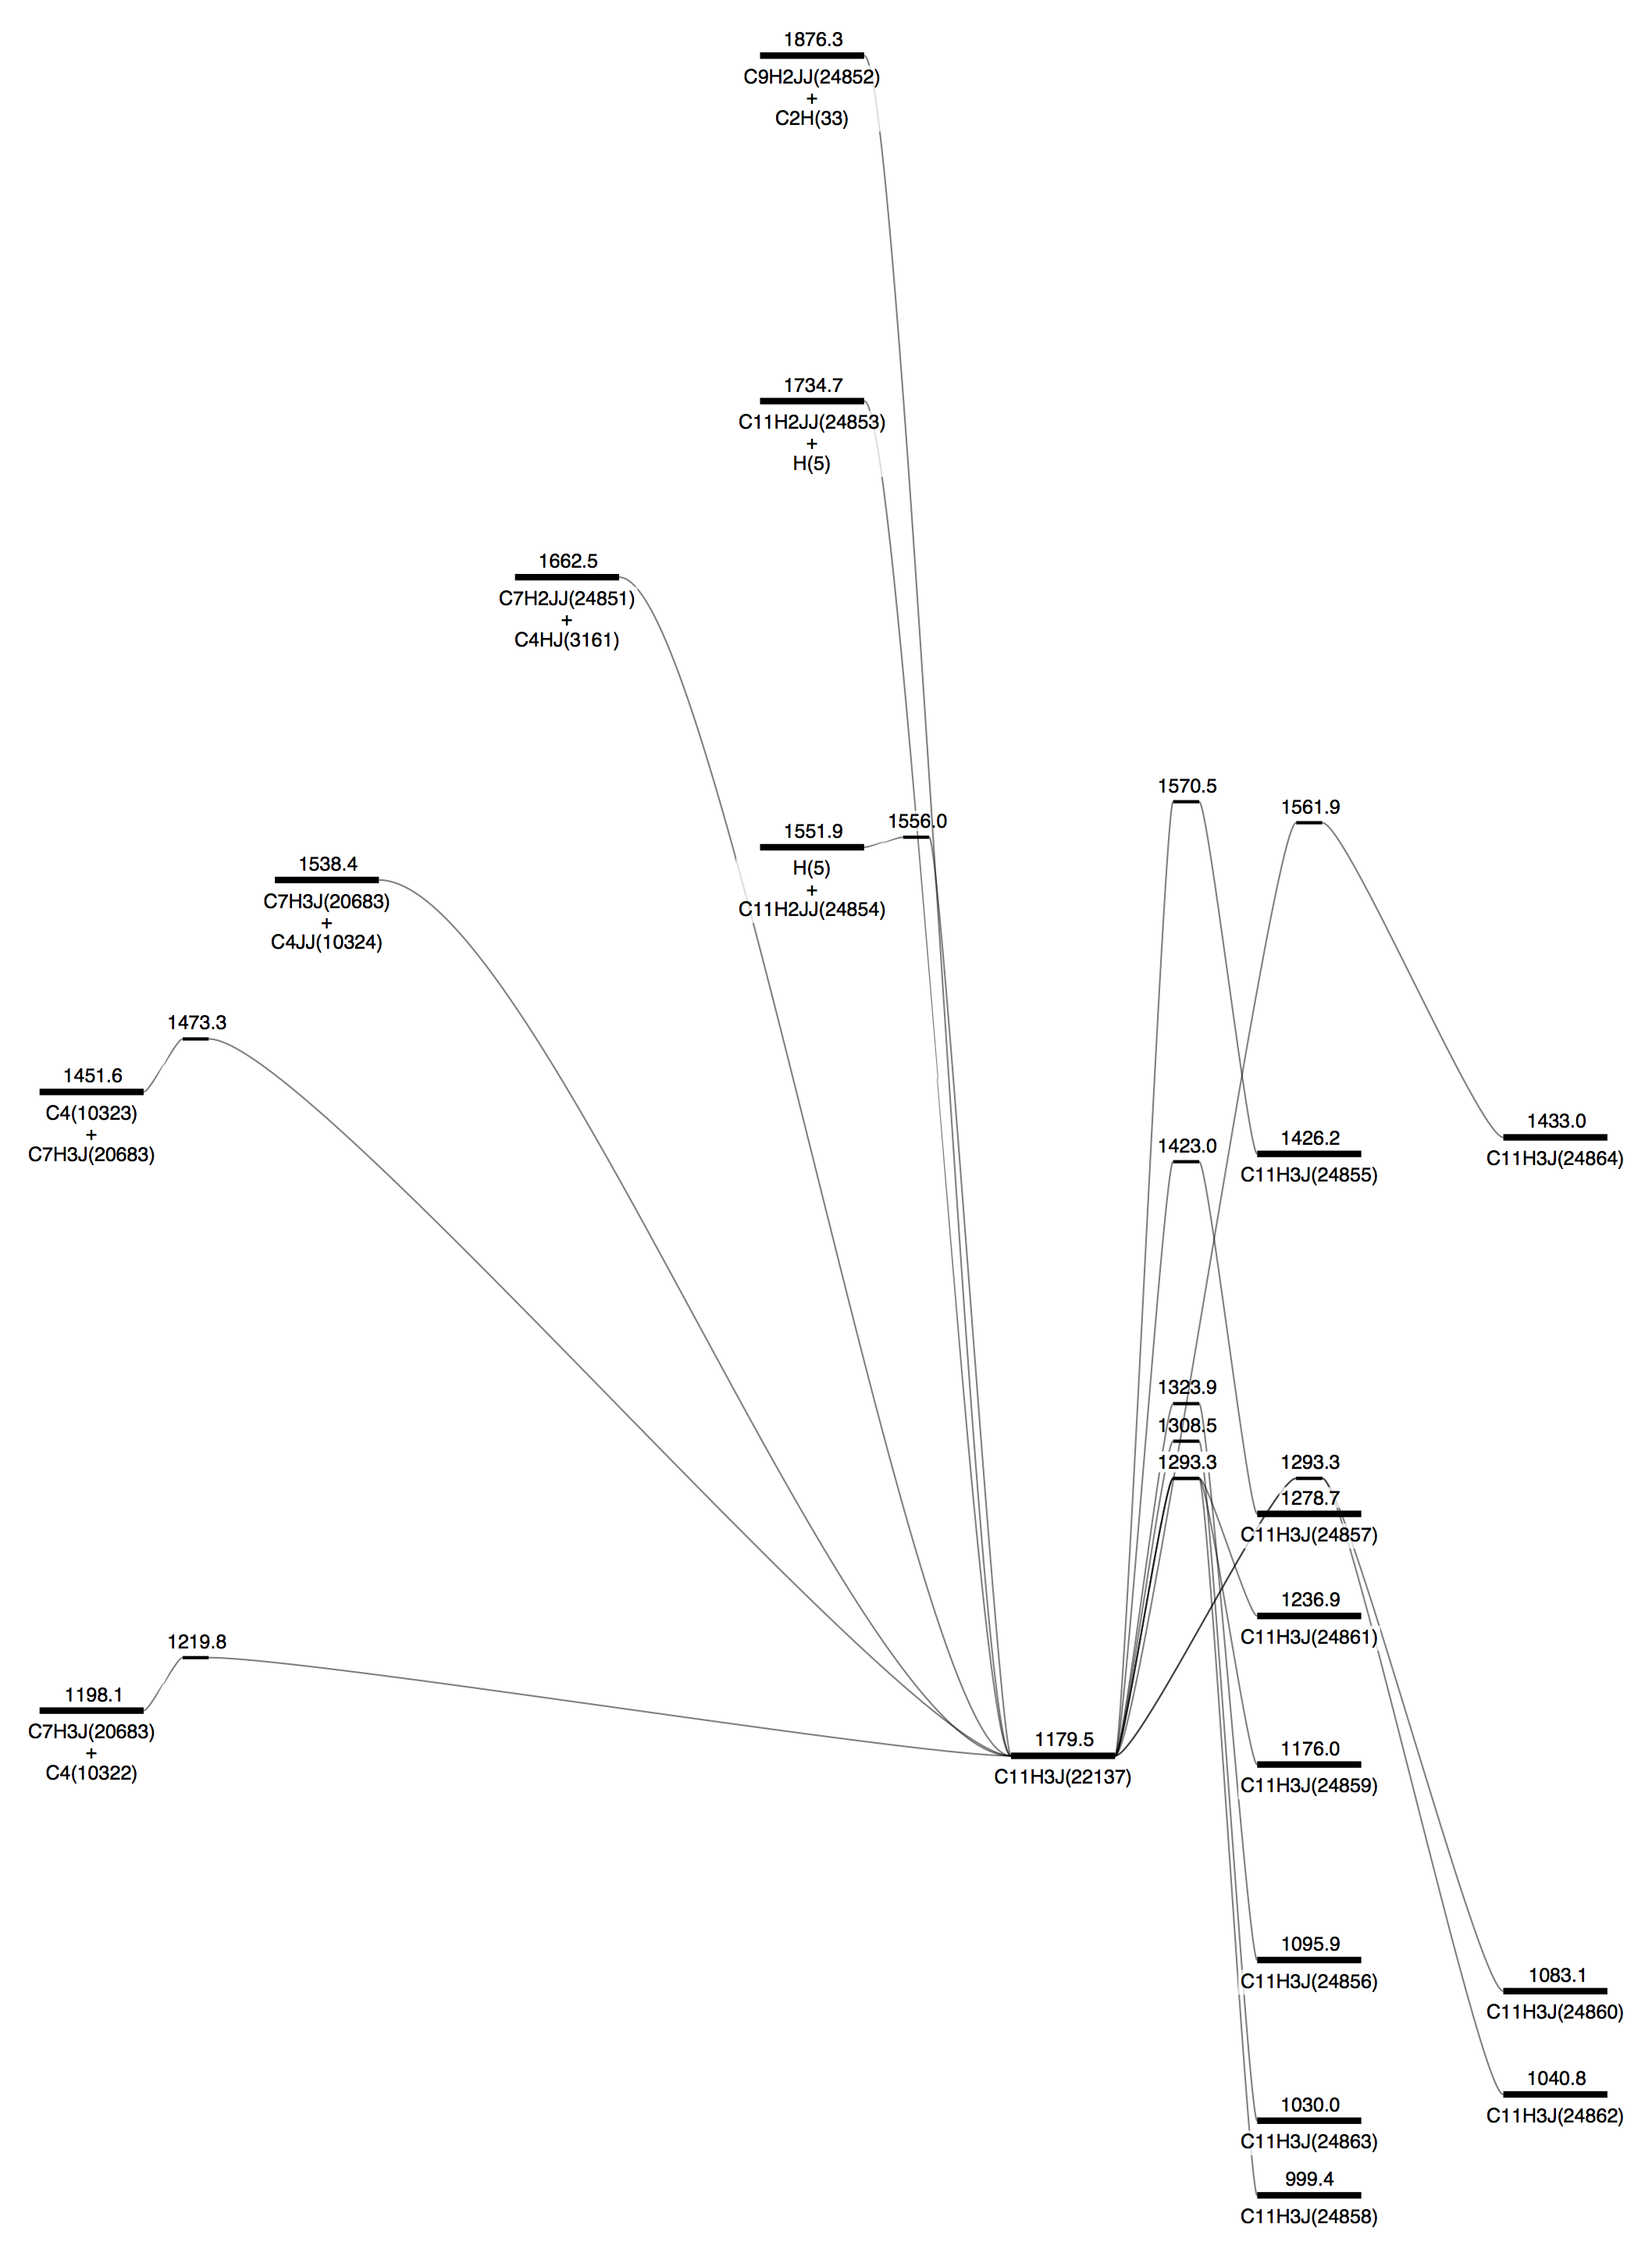 1876.3
C9H2JJ(24852)
+
C2H(33)
1734.7
C11H2JJ(24853)
+
H(5)
1662.5
C7H2JJ(24851)
+
C4HJ(3161)
1570.5
1561.9
1556.0
1551.9
H(5)
+
C11H2JJ(24854)
1538.4
C7H3J(20683)
+
C4JJ(10324)
1473.3
1451.6
C4(10323)
+
C7H3J(20683)
1433.0
C11H3J(24864)
1426.2
C11H3J(24855)
1423.0
1323.9
1308.5
1293.3
1293.3
1278.7
C11H3J(24857)
1236.9
C11H3J(24861)
1219.8
1198.1
C7H3J(20683)
+
C4(10322)
1179.5
C11H3J(22137)
1176.0
C11H3J(24859)
1095.9
C11H3J(24856)
1083.1
C11H3J(24860)
1040.8
C11H3J(24862)
1030.0
C11H3J(24863)
999.4
C11H3J(24858)